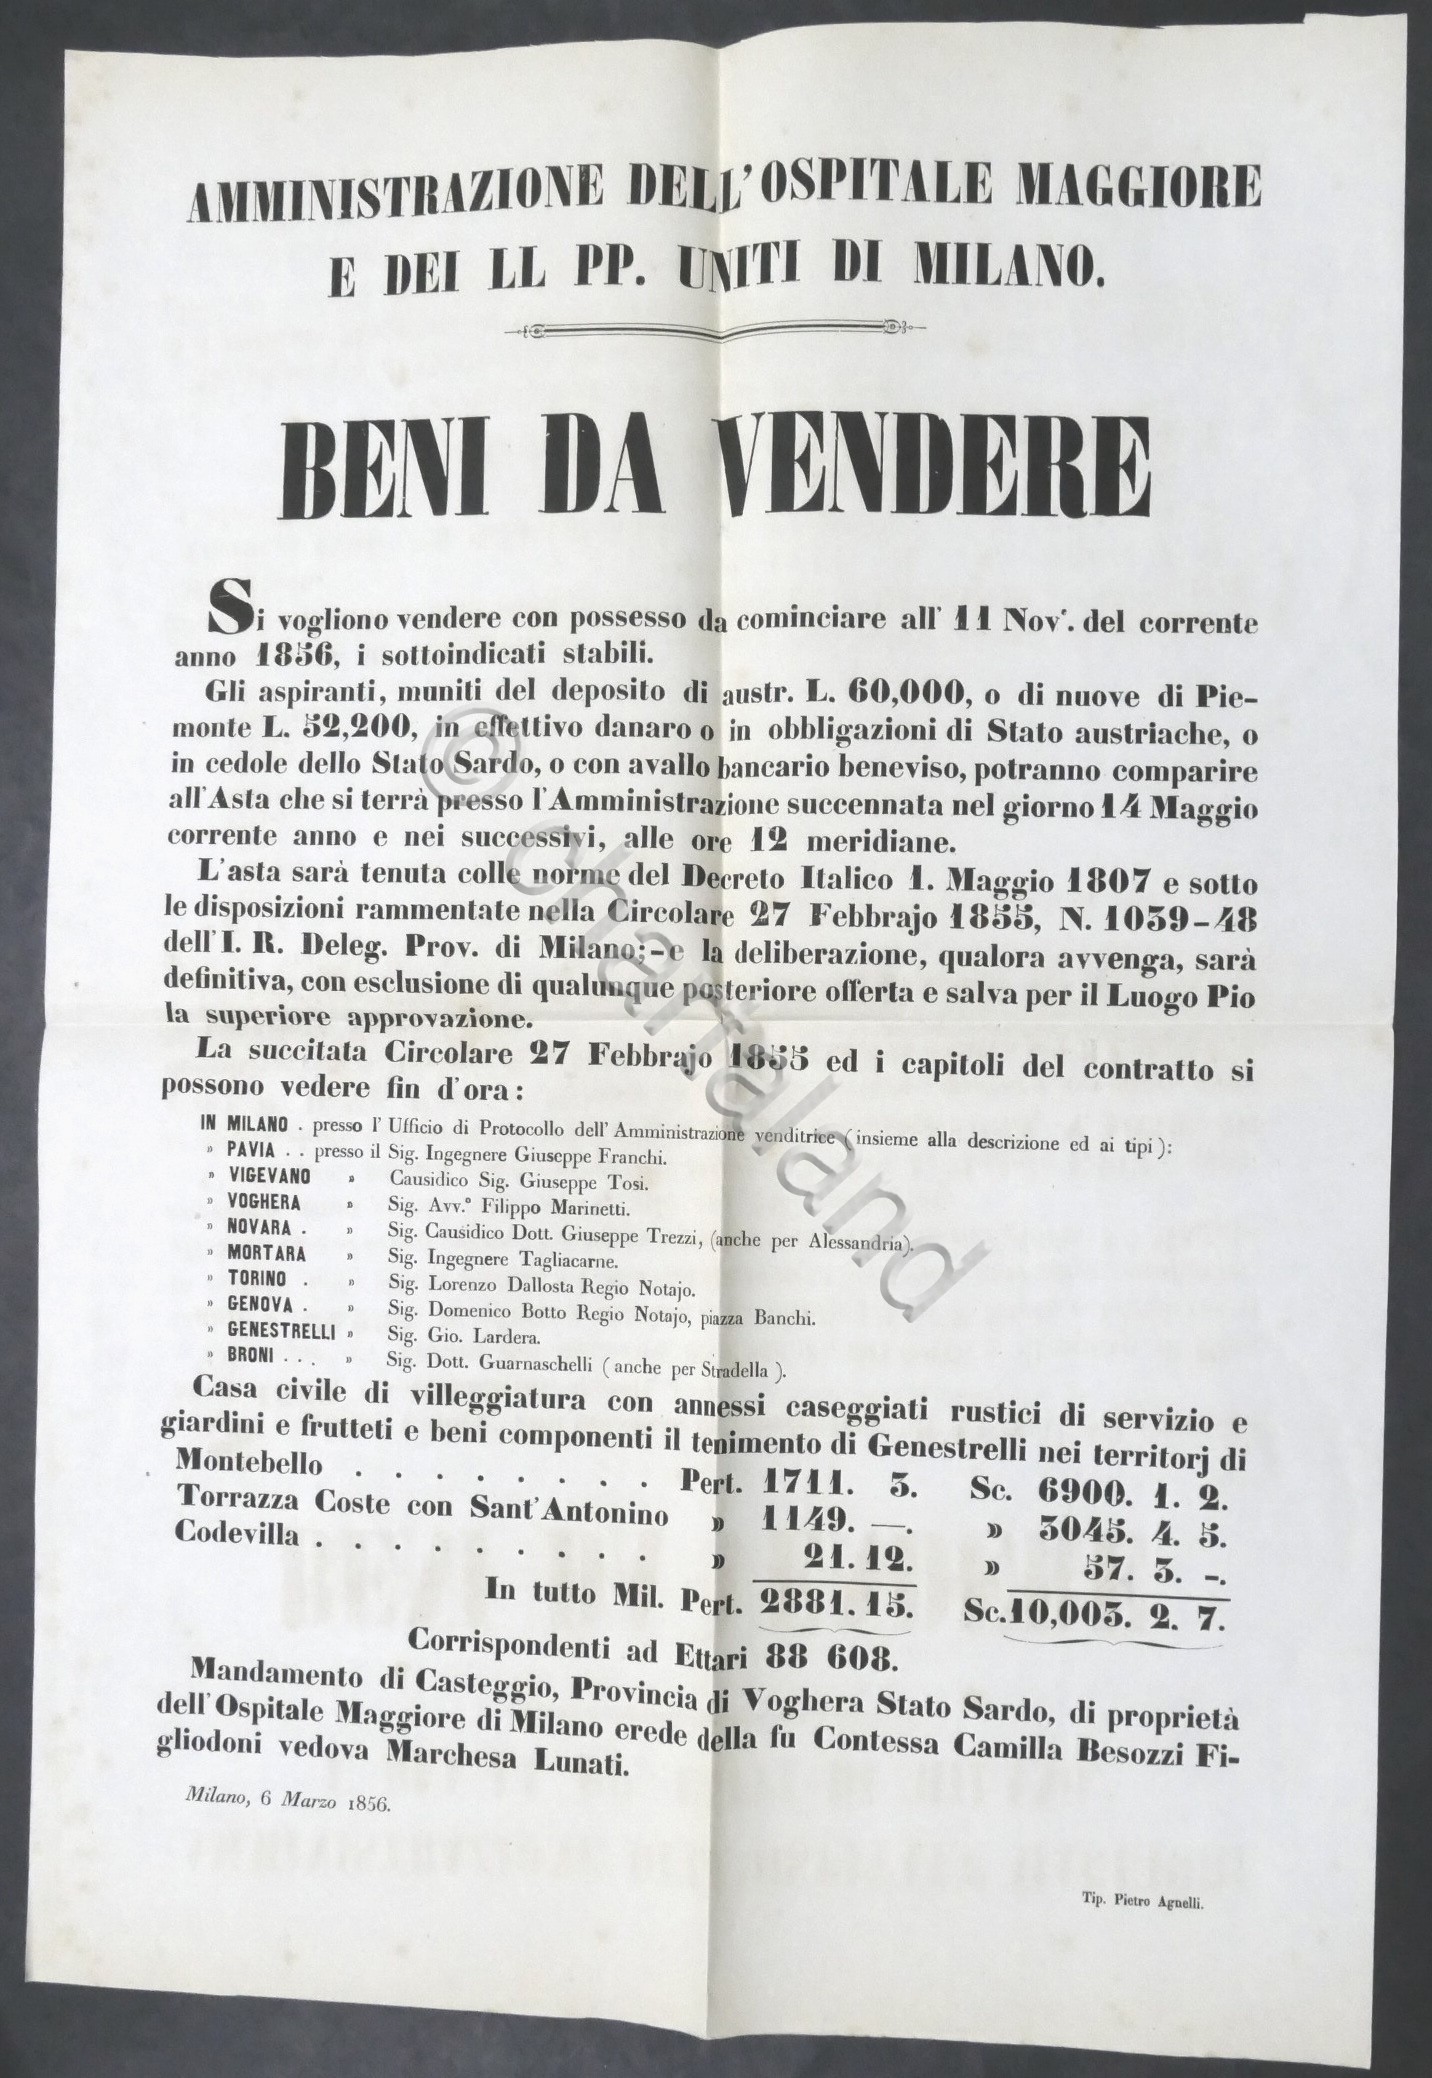 AMMINISTRAZIONE DELL'OSPITALE MAGGIORE
E DEI LL PP. UNITI DI MILANO.
BENI DA VENDERE
Si vogliono vendere con possesso da cominciare all' 11 Nov.e del corrente
anno 1856, i sottoindicati stabili.
Gli aspiranti, muniti del deposito di austr. L. 60,000, o di nuove di Pie-
monte L. 52,200, in effettivo danaro o in obbligazioni di Stato austriache, o
in cedole dello Stato Sardo, o con avallo bancario beneviso, potranno comparire
all'Asta che si terrà presso l'Amministrazione succennata nel giorno 14 Maggio
corrente anno e nei successivi, alle ore 12 meridiane.
L'asta sarà tenuta colle norme del Decreto Italico 1. Maggio 1807 e sotto
le disposizioni rammentate nella Circolare 27 Febbrajo 1855, N. 1039-48
dell'I. R. Deleg. Prov. di Milano;-e la deliberazione, qualora avvenga, sarà
definitiva, con esclusione di qualunque posteriore offerta e salva per il Luogo Pio
la superiore approvazione.
La succitata Circolare 27 Febbrajo 1855 ed i capitoli del contratto si
possono vedere fin d'ora:
IN MILANO . presso l' Ufficio di Protocollo dell' Amministrazione venditrice (insieme alla descrizione ed ai tipi):
» PAVIA . . presso il Sig. Ingegnere Giuseppe Franchi.
» VIGEVANO » Causidico Sig. Giuseppe Tosi.
» VOGHERA » Sig. Avv.° Filippo Marinetti.
» NOVARA . » Sig. Causidico Dott. Giuseppe Trezzi, (anche per Alessandria).
» MORTARA » Sig. Ingegnere Tagliacarne.
» TORINO . » Sig. Lorenzo Dallosta Regio Notajo.
» GENOVA . » Sig. Domenico Botto Regio Notajo, piazza Banchi.
» GENESTRELLI » Sig. Gio. Lardera.
» BRONI . . . » Sig. Dott. Guarnaschelli (anche per Stradella).
Casa civile di villeggiatura con annessi caseggiati rustici di servizio e
giardini e frutteti e beni componenti il tenimento di Genestrelli nei territorj di
Montebello . . . . . . . . Pert. 1711. 3. Sc. 6900. 1. 2.
Torrazza Coste con Sant'Antonino » 1149. —. » 3045. 4. 5.
Codevilla . . . . . . . . . » 21. 12. » 57. 3. -.
In tutto Mil. Pert. 2881. 15. Sc. 10,003. 2. 7.
Corrispondenti ad Ettari 88 608.
Mandamento di Casteggio, Provincia di Voghera Stato Sardo, di proprietà
dell'Ospitale Maggiore di Milano erede della fu Contessa Camilla Besozzi Fi-
gliodoni vedova Marchesa Lunati.
Milano, 6 Marzo 1856.
Tip. Pietro Agnelli.
© chartaland